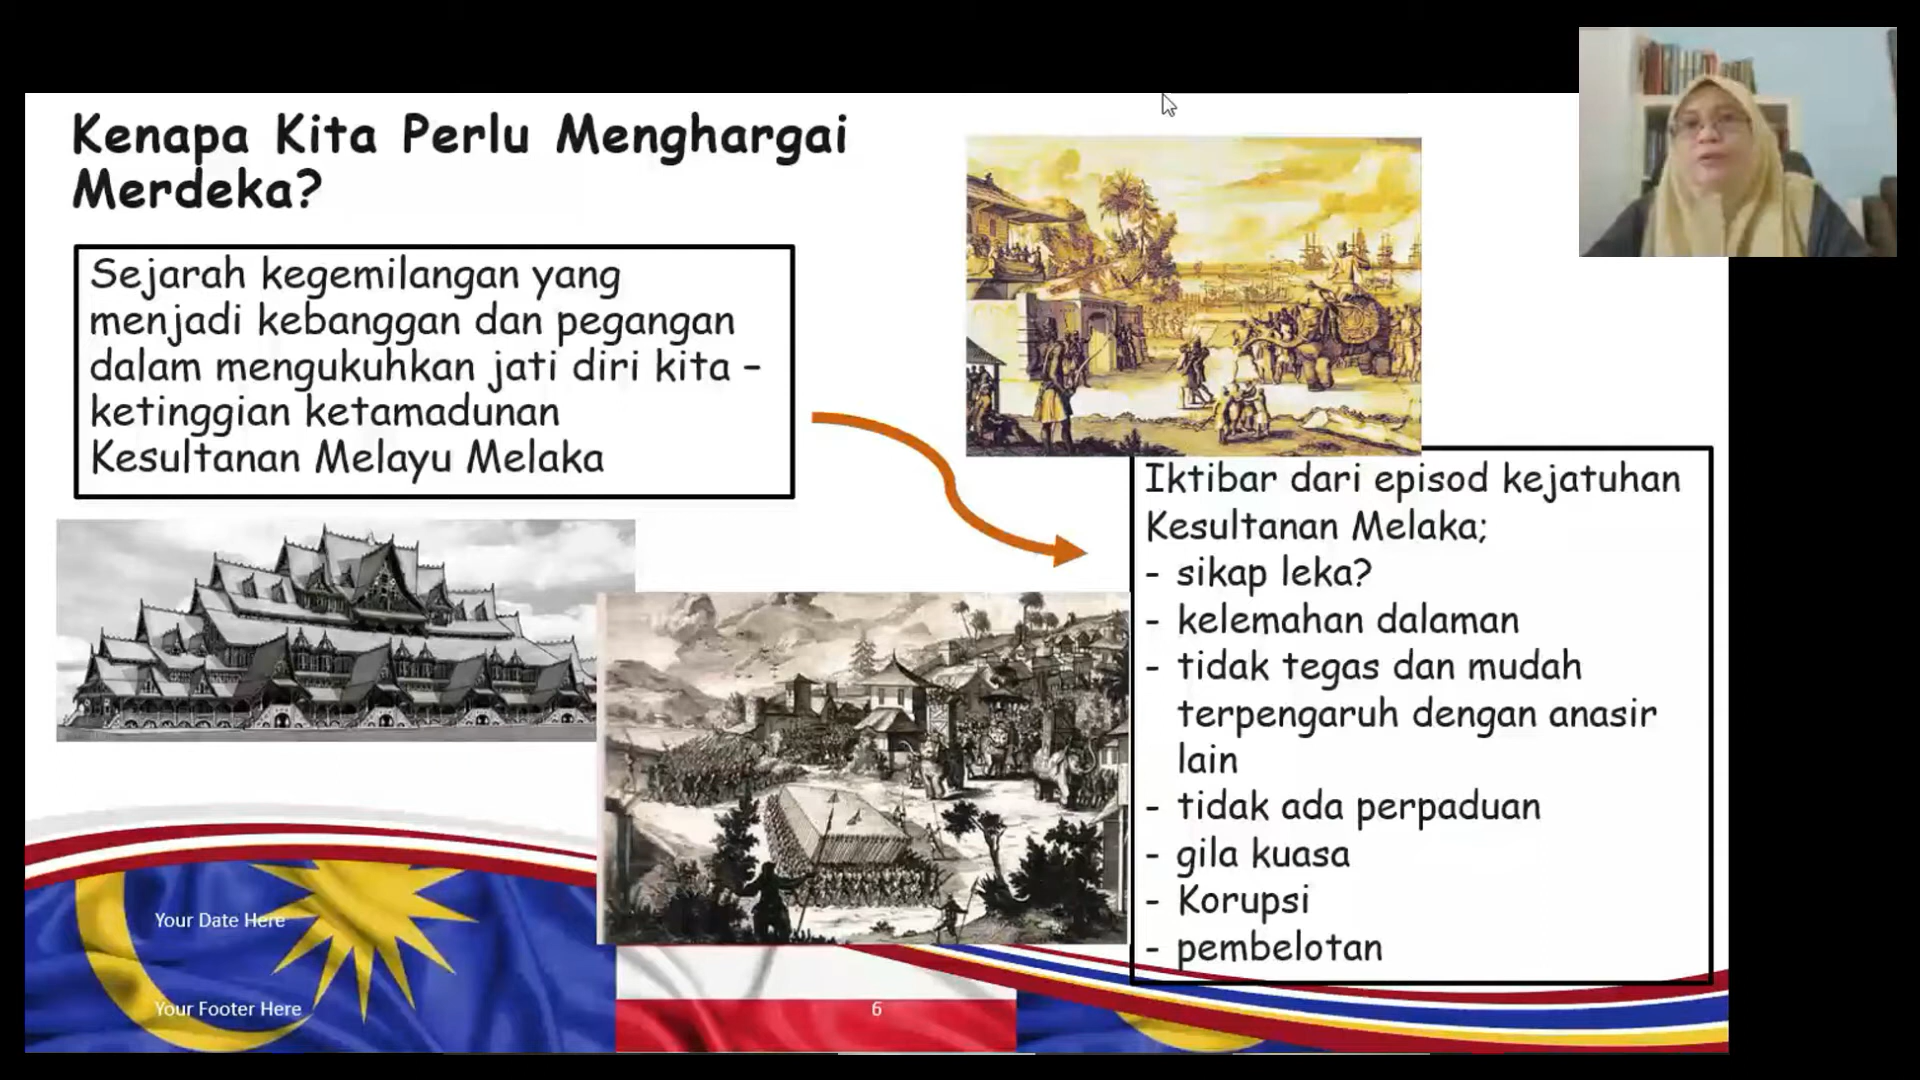 Kenapa Kita Perlu Menghargai
Merdeka?
Sejarah kegemilangan yang
menjadi kebanggan dan pegangan
dalam mengukuhkan jati diri kita –
ketinggian ketamadunan
Kesultanan Melayu Melaka
Iktibar dari episod kejatuhan
Kesultanan Melaka;
- sikap leka?
- kelemahan dalaman
- tidak tegas dan mudah
terpengaruh dengan anasir
lain
- tidak ada perpaduan
- gila kuasa
- Korupsi
- pembelotan
Your Date Here
Your Footer Here
6